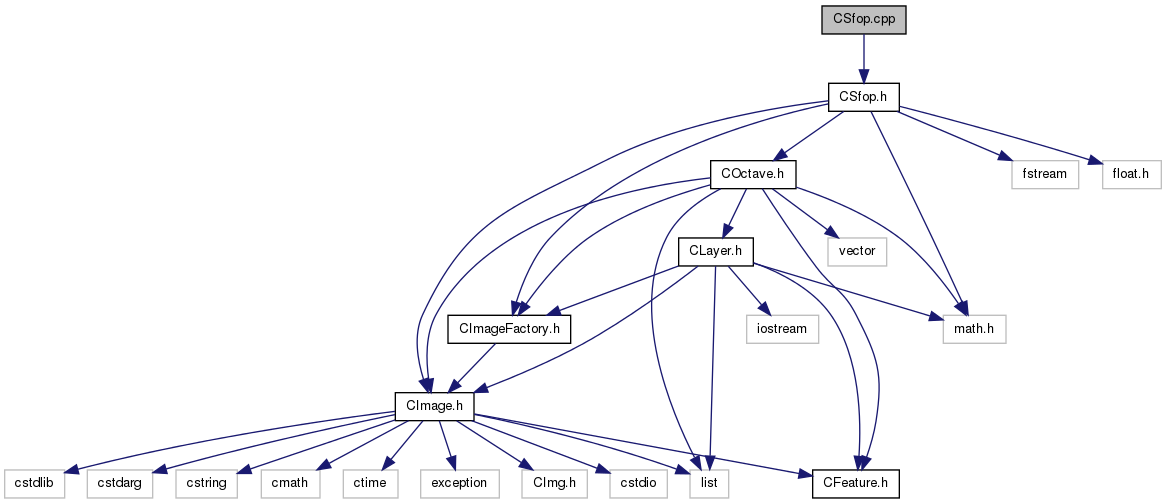 CSfop.cpp
CSfop.h
COctave.h
fstream
float.h
CLayer.h
vector
CImageFactory.h
iostream
math.h
CImage.h
cstdlib
cstdarg
cstring
cmath
ctime
exception
CImg.h
cstdio
list
CFeature.h